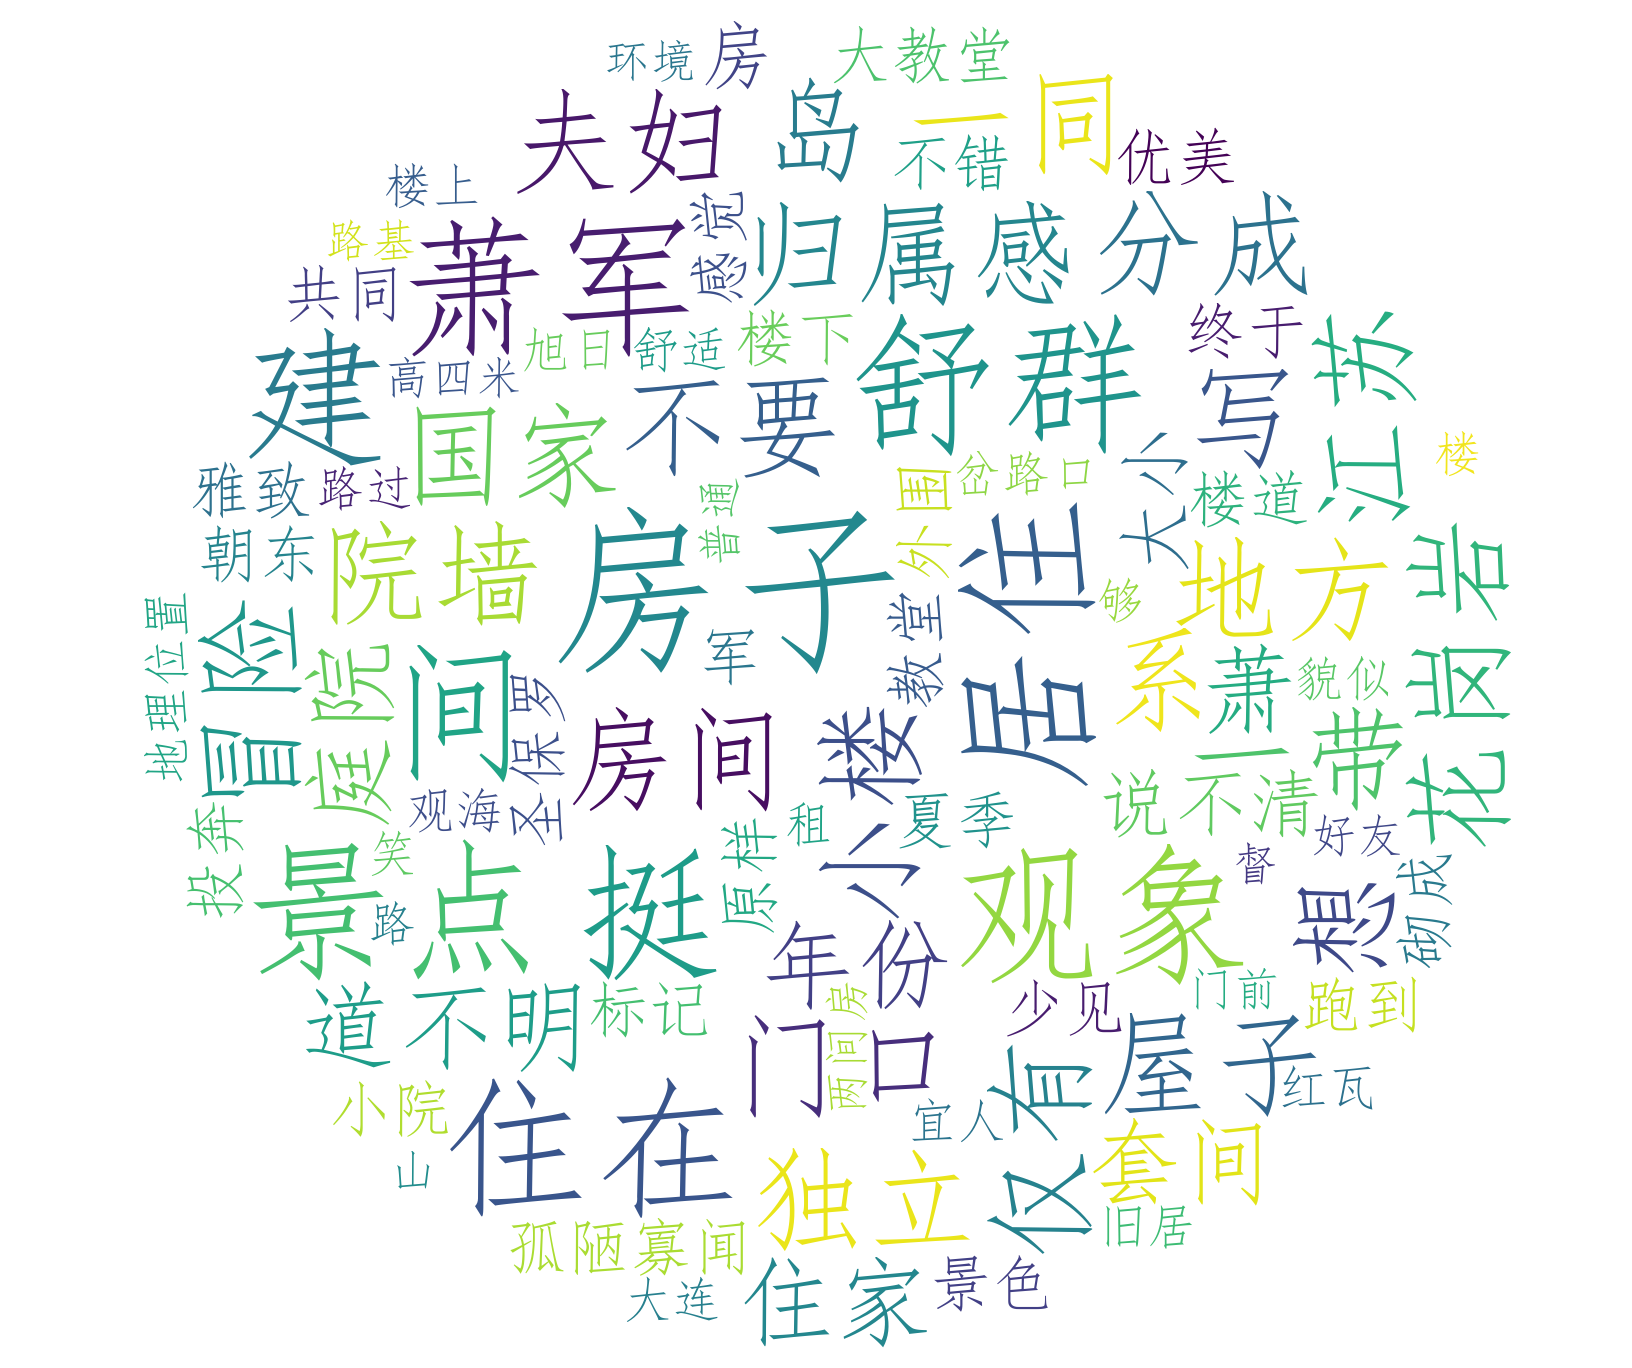 环境
房
大教堂
夫妇
岛
一同
不错
优美
楼上
感觉
路基
萧军
归属感
分成
共同
终于
江苏
建
旭日
舒适
楼下
舒群
高四米
不要
写
国家
大小
楼
雅致
路过
普通
外围
岔路口
楼道
朝东
院墙
房子
居住
地方
花岗岩
够
地理位置
冒险
庭院
间
圣保罗
军
教堂
系
萧
貌似
房间
小楼
一带
观海
说不清
投奔
笑
原样
租
夏季
好友
督
景点
挺
观象
想
砌成
路
年份
道不明
标记
两间房
少见
门前
跑到
门口
仅有
屋子
红瓦
小院
住在
宜人
套间
山
独立
旧居
孤陋寡闻
景色
大连
住家